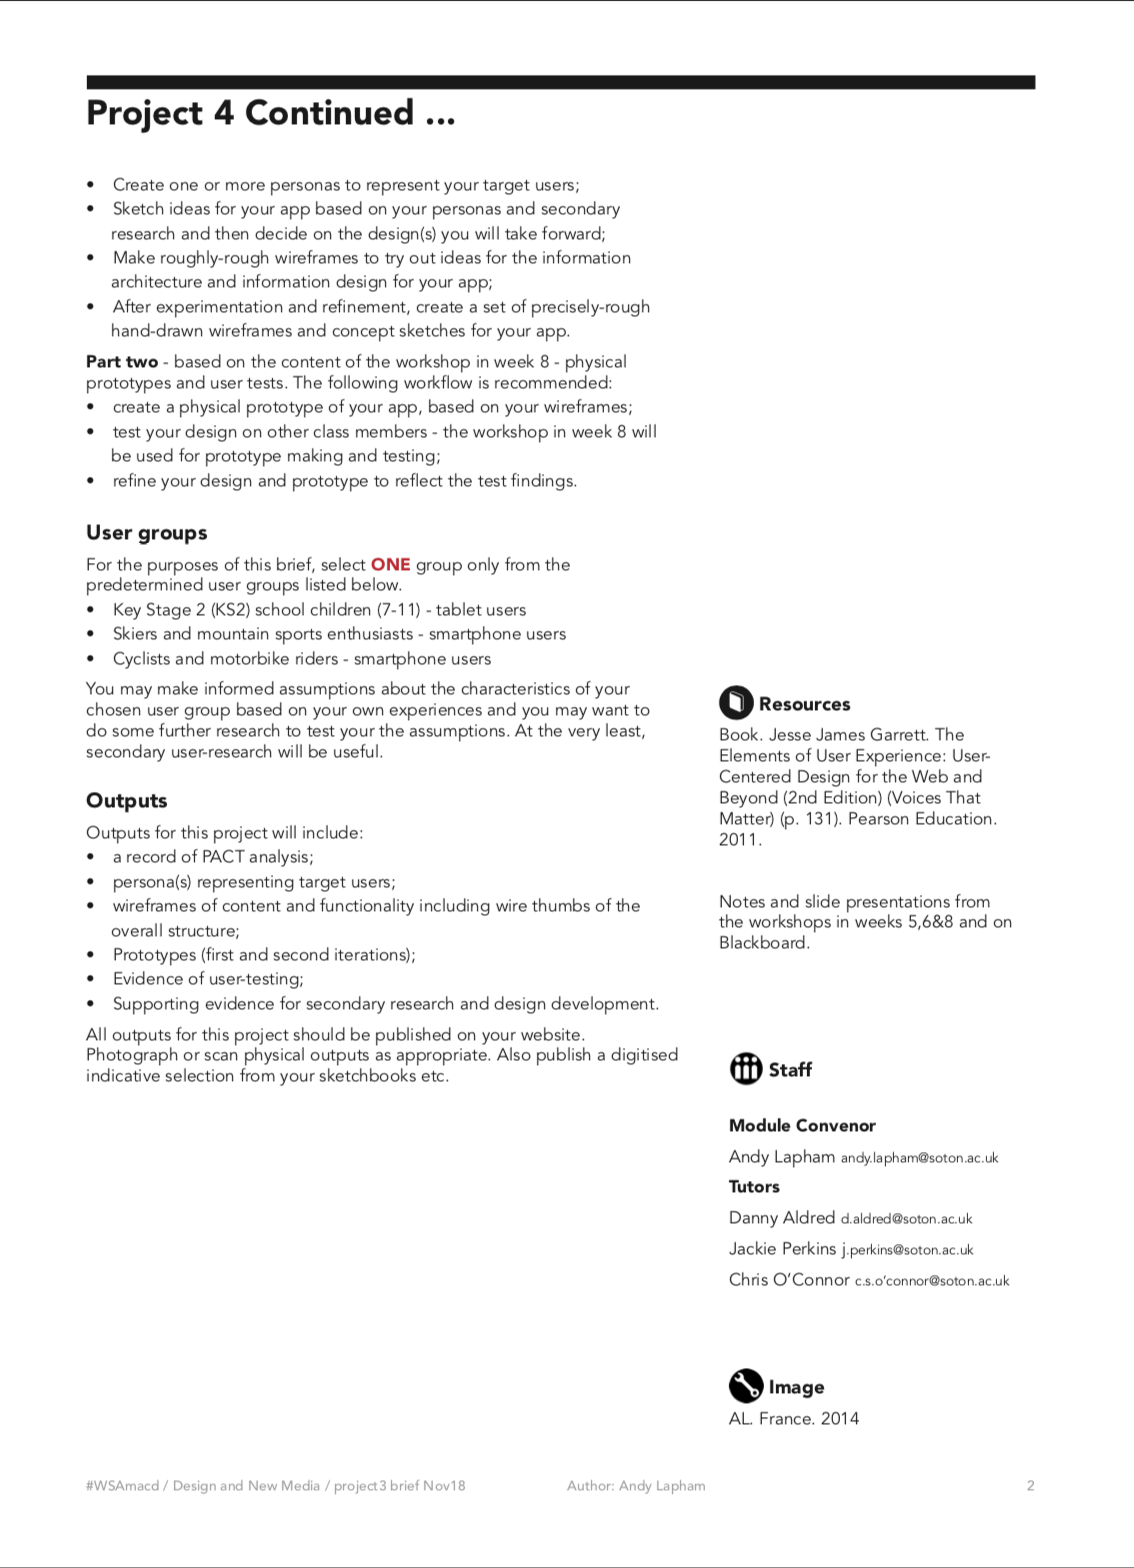 Project 4 Continued ...
• Create one or more personas to represent your target users;
• Sketch ideas for your app based on your personas and secondary
research and then decide on the design(s) you will take forward;
• Make roughly-rough wireframes to try out ideas for the information
architecture and information design for your app;
• After experimentation and refinement, create a set of precisely-rough
hand-drawn wireframes and concept sketches for your app.
Part two - based on the content of the workshop in week 8 - physical
prototypes and user tests. The following workflow is recommended:
• create a physical prototype of your app, based on your wireframes;
• test your design on other class members - the workshop in week 8 will
be used for prototype making and testing;
• refine your design and prototype to reflect the test findings.
User groups
For the purposes of this brief, select ONE group only from the
predetermined user groups listed below.
• Key Stage 2 (KS2) school children (7-11) - tablet users
• Skiers and mountain sports enthusiasts - smartphone users
• Cyclists and motorbike riders - smartphone users
You may make informed assumptions about the characteristics of your
chosen user group based on your own experiences and you may want to
do some further research to test your the assumptions. At the very least,
secondary user-research will be useful.
Outputs
Outputs for this project will include:
• a record of PACT analysis;
• persona(s) representing target users;
• wireframes of content and functionality including wire thumbs of the
overall structure;
• Prototypes (first and second iterations);
• Evidence of user-testing;
• Supporting evidence for secondary research and design development.
All outputs for this project should be published on your website.
Photograph or scan physical outputs as appropriate. Also publish a digitised
indicative selection from your sketchbooks etc.
Resources
Book. Jesse James Garrett. The
Elements of User Experience: User-
Centered Design for the Web and
Beyond (2nd Edition) (Voices That
Matter) (p. 131). Pearson Education.
2011.
Notes and slide presentations from
the workshops in weeks 5,6&8 and on
Blackboard.
Staff
Module Convenor
Andy Lapham andy.lapham@soton.ac.uk
Tutors
Danny Aldred d.aldred@soton.ac.uk
Jackie Perkins j.perkins@soton.ac.uk
Chris O’Connor c.s.o’connor@soton.ac.uk
Image
AL. France. 2014
#WSAmacd / Design and New Media / project3 brief Nov18
Author: Andy Lapham
2